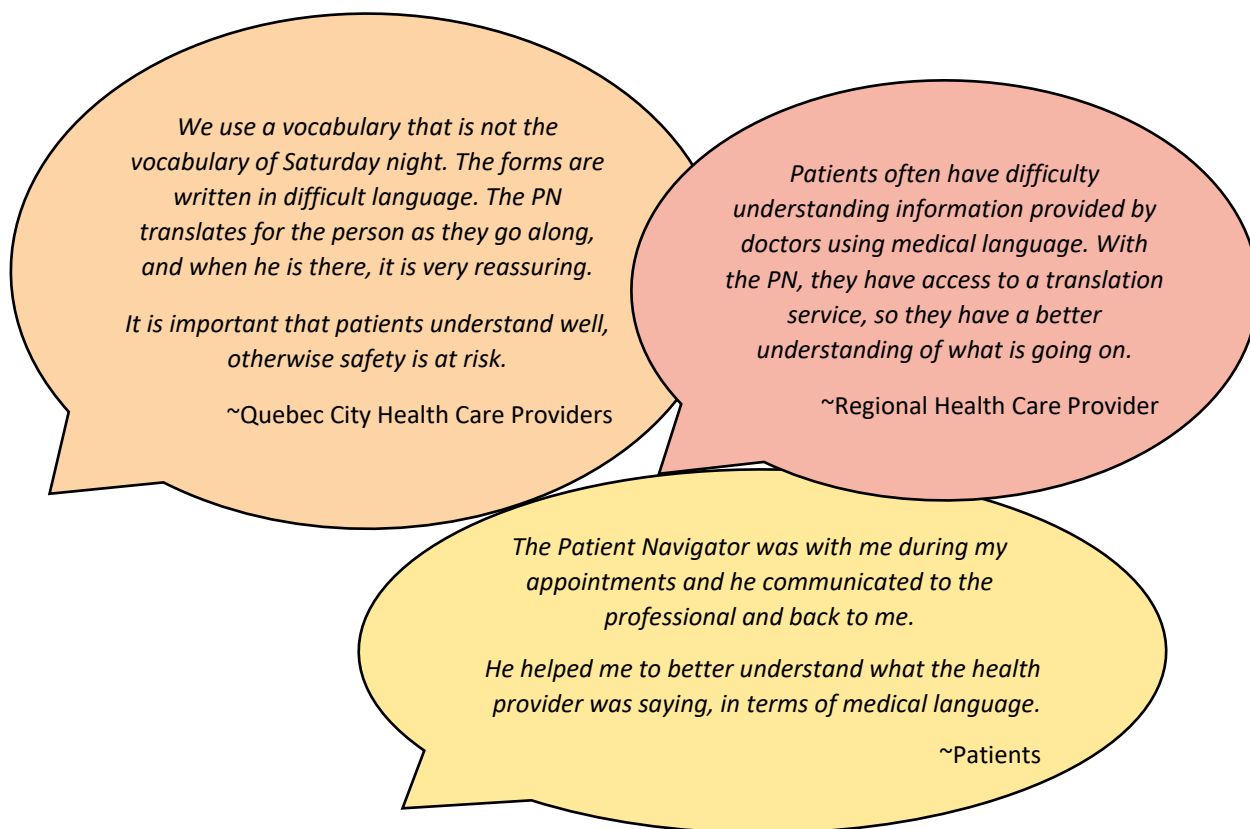 We use a vocabulary that is not the
vocabulary of Saturday night. The forms are
written in difficult language. The PN
translates for the person as they go along,
and when he is there, it is very reassuring.
It is important that patients understand well,
otherwise safety is at risk.
~Quebec City Health Care Providers
Patients often have difficulty
understanding information provided by
doctors using medical language. With
the PN, they have access to a translation
service, so they have a better
understanding of what is going on.
~Regional Health Care Provider
The Patient Navigator was with me during my
appointments and he communicated to the
professional and back to me.
He helped me to better understand what the health
provider was saying, in terms of medical language.
~Patients